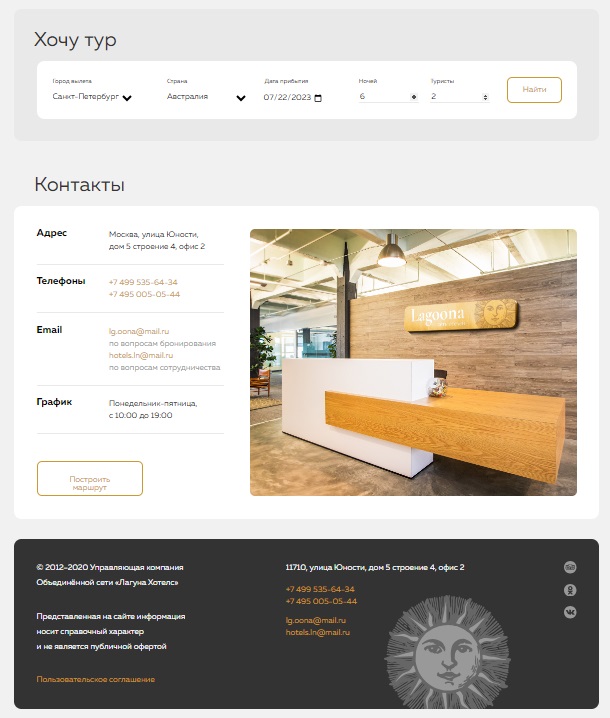 Хочу тур
Город вылета
Страна
Дата прибытия
Ночей
Туристы
Санкт-Петербург
Австралия
07/22/2023
6
2
Найти
Контакты
Адрес
Москва, улица Юности,
дом 5 строение 4, офис 2
Телефоны
+7 499 535-64-34
+7 495 005-05-44
Email
lg.oona@mail.ru
по вопросам бронирования
hotels.ln@mail.ru
по вопросам сотрудничества
График
Понедельник-пятница,
с 10:00 до 19:00
Построить
маршрут
Lagoona
© 2012-2020 Управляющая компания
Объединённой сети «Лагуна Хотелс»
Представленная на сайте информация
носит справочный характер
и не является публичной офертой
Пользовательское соглашение
11710, улица Юности, дом 5 строение 4, офис 2
+7 499 535-64-34
+7 495 005-05-44
lg.oona@mail.ru
hotels.ln@mail.ru